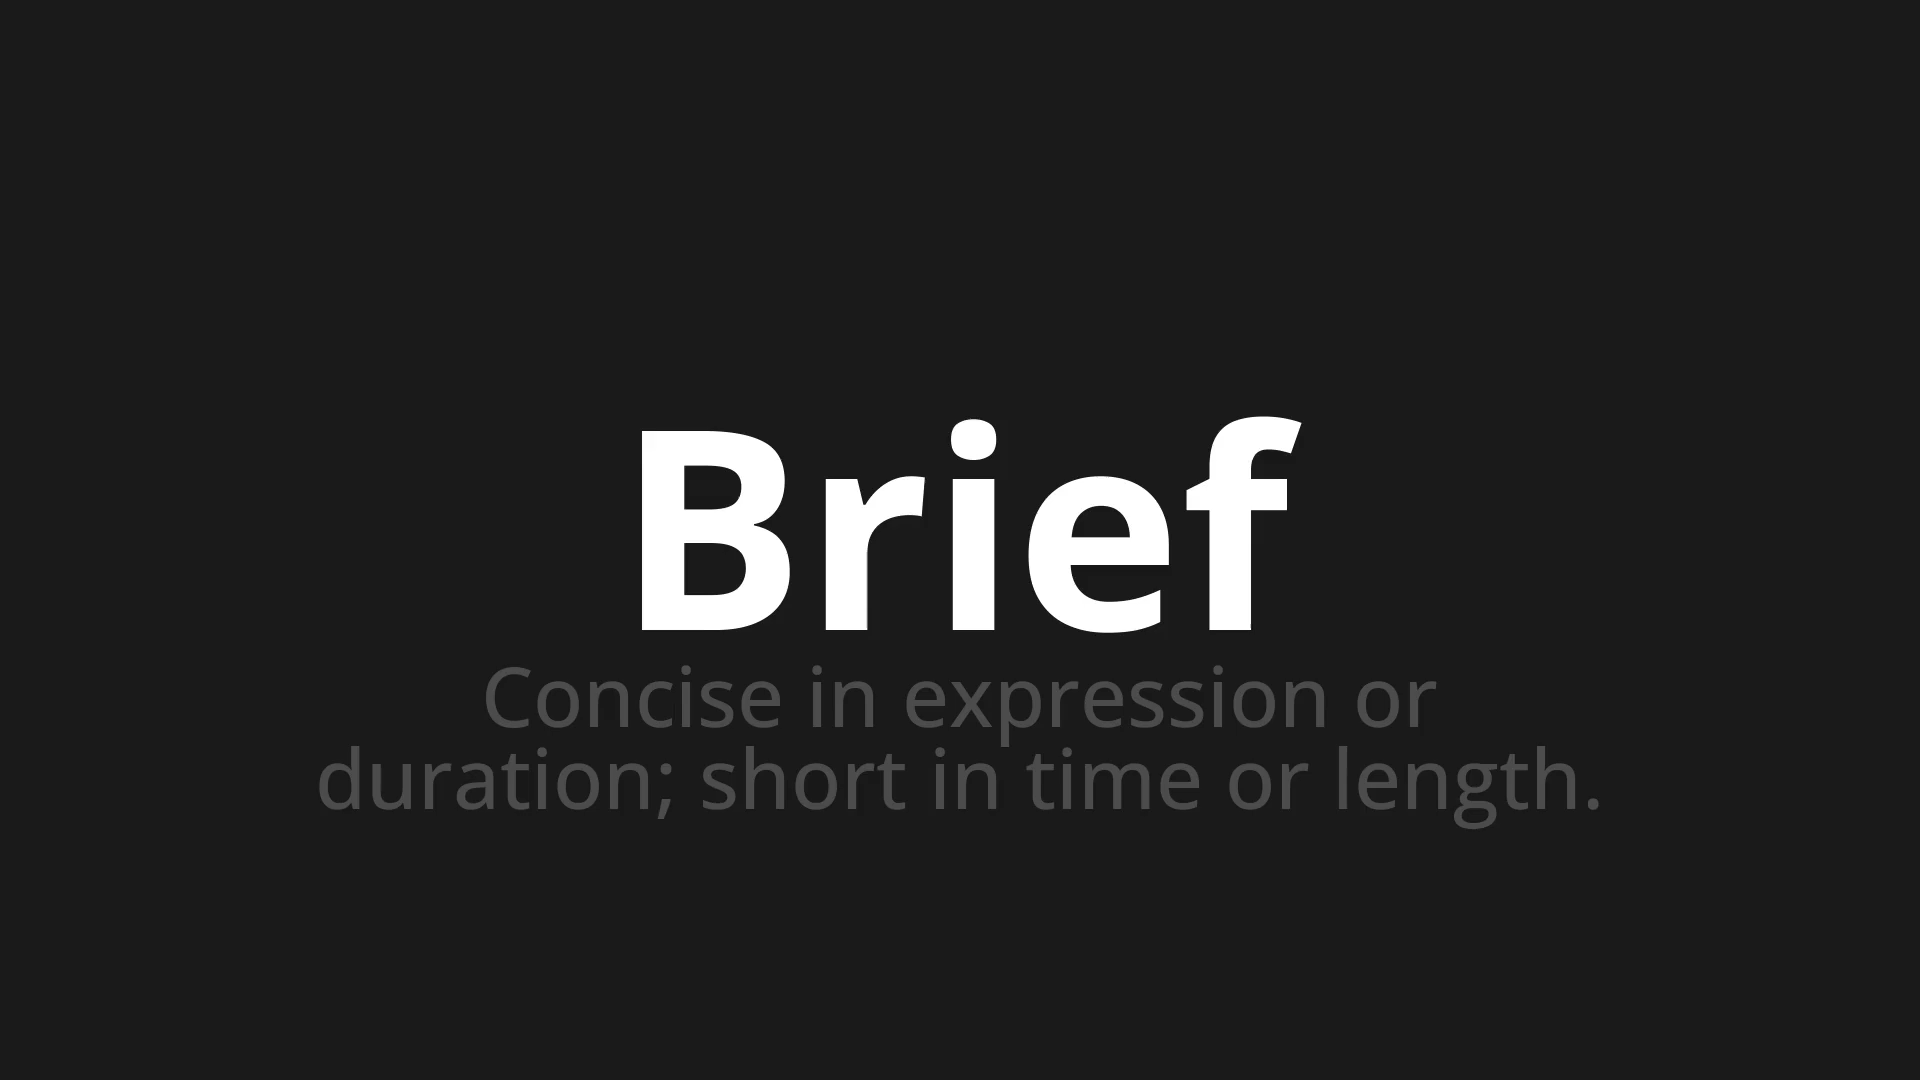 Brief
Concise in expression or
duration; short in time or length.